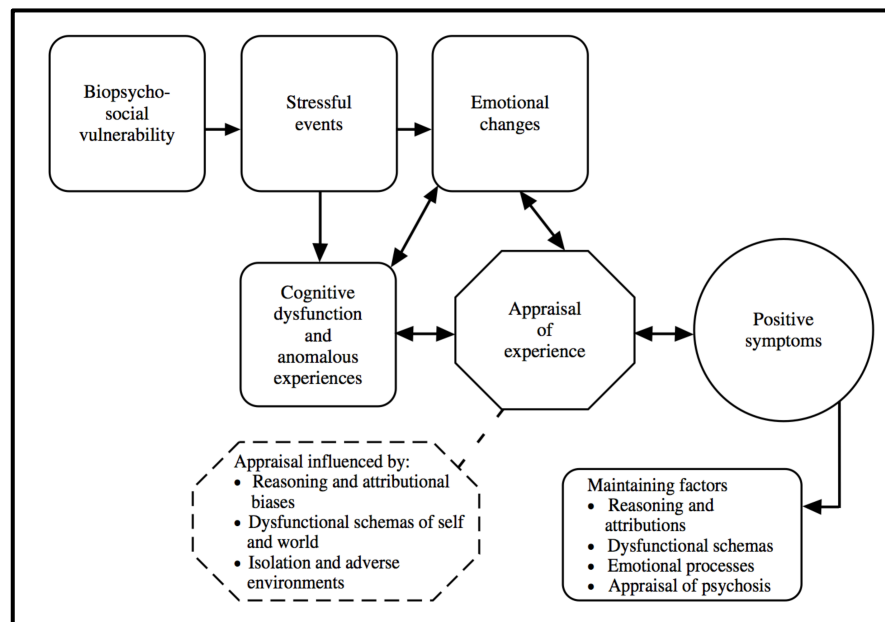 Biopsycho-
social
vulnerability
Stressful
events
Emotional
changes
Cognitive
dysfunction
and
anomalous
experiences
Appraisal
of
experience
Positive
symptoms
Appraisal influenced by:
• Reasoning and attributional
biases
• Dysfunctional schemas of self
and world
• Isolation and adverse
environments
Maintaining factors
• Reasoning and
attributions
• Dysfunctional schemas
• Emotional processes
• Appraisal of psychosis